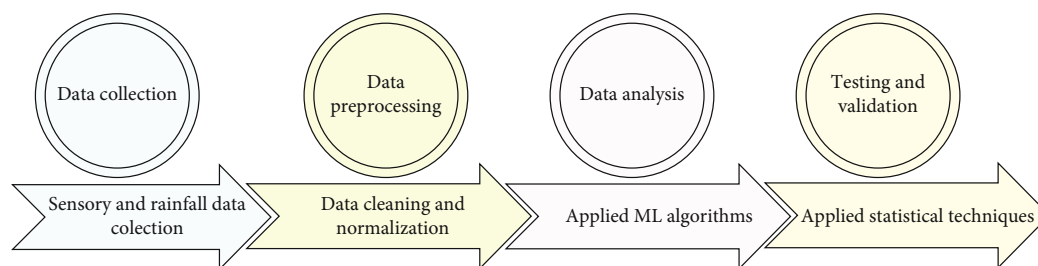 Data collection
Data
preprocessing
Data analysis
Testing and
validation
Sensory and rainfall data
colection
Data cleaning and
normalization
Applied ML algorithms
Applied statistical techniques